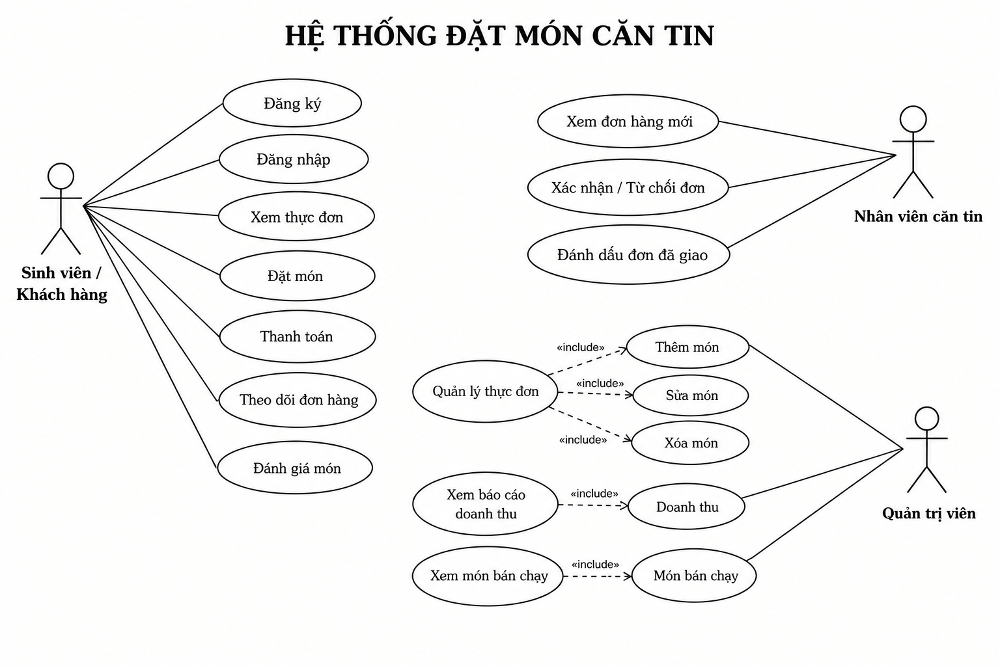 HỆ THỐNG ĐẶT MÓN CĂN TIN
Đăng ký
Đăng nhập
Xem thực đơn
Đặt món
Thanh toán
Theo dõi đơn hàng
Đánh giá món
Sinh viên /
Khách hàng
Xem đơn hàng mới
Xác nhận / Từ chối đơn
Đánh dấu đơn đã giao
Nhân viên căn tin
Quản lý thực đơn
«include»
Thêm món
«include»
Sửa món
«include»
Xóa món
Xem báo cáo
doanh thu
«include»
Doanh thu
Xem món bán chạy
«include»
Món bán chạy
Quản trị viên